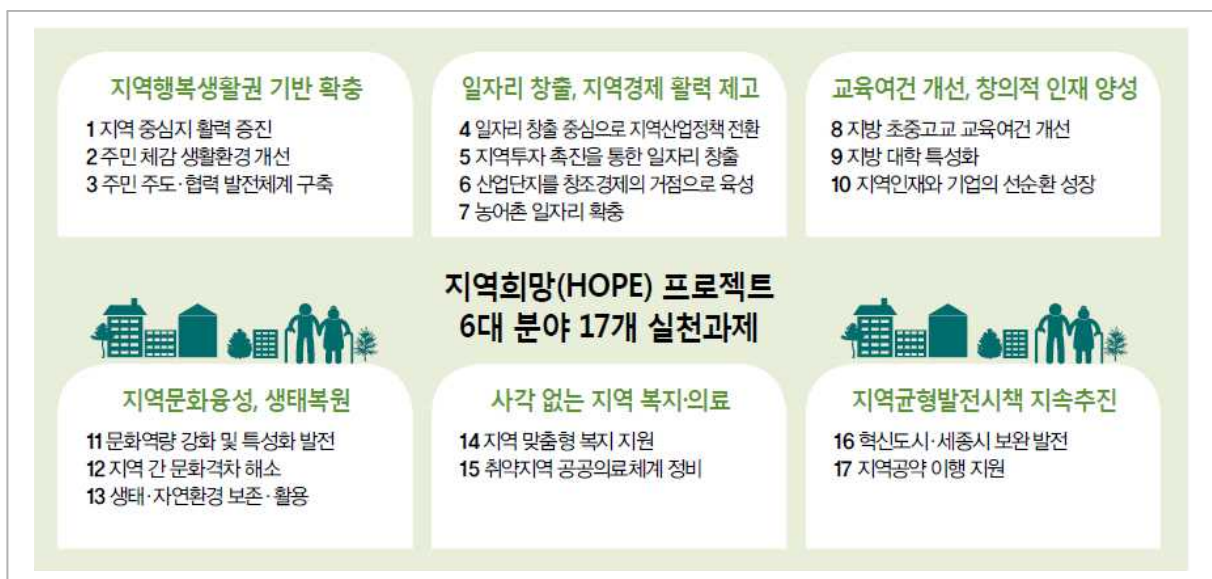 지역행복생활권 기반 확충
1 지역 중심지 활력 증진
2 주민 체감 생활환경 개선
3 주민 주도·협력 발전체계 구축
일자리 창출, 지역경제 활력 제고
4 일자리 창출 중심으로 지역산업정책 전환
5 지역투자 촉진을 통한 일자리 창출
6 산업단지를 창조경제의 거점으로 육성
7 농어촌 일자리 확충
교육여건 개선, 창의적 인재 양성
8 지방 초중고교 교육여건 개선
9 지방 대학 특성화
10 지역인재와 기업의 선순환 성장
지역희망(HOPE) 프로젝트
6대 분야 17개 실천과제
지역문화융성, 생태복원
11 문화역량 강화 및 특성화 발전
12 지역 간 문화격차 해소
13 생태·자연환경 보존·활용
사각 없는 지역 복지·의료
14 지역 맞춤형 복지 지원
15 취약지역 공공의료체계 정비
지역균형발전시책 지속추진
16 혁신도시·세종시 보완 발전
17 지역공약 이행 지원